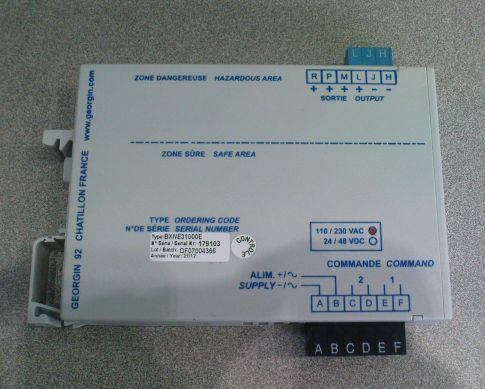 L J H
ZONE DANGEREUSE HAZARDOUS AREA
R P M L J H
+ + + + − −
SORTIE OUTPUT
www.georgin.com
GEORGIN 92 CHATILLON FRANCE
ZONE SÛRE SAFE AREA
TYPE ORDERING CODE
N°DE SÉRIE SERIAL NUMBER
Type: BXNE31000E
N° Série / Serial Nr: 179103
Lot / Batch: OF07004366
Année / Year: 2012
CONTROLE
110 / 230 VAC
24 / 48 VDC
COMMANDE COMMAND
ALIM. +/~
SUPPLY −/~
2 1
A B C D E F
A B C D E F